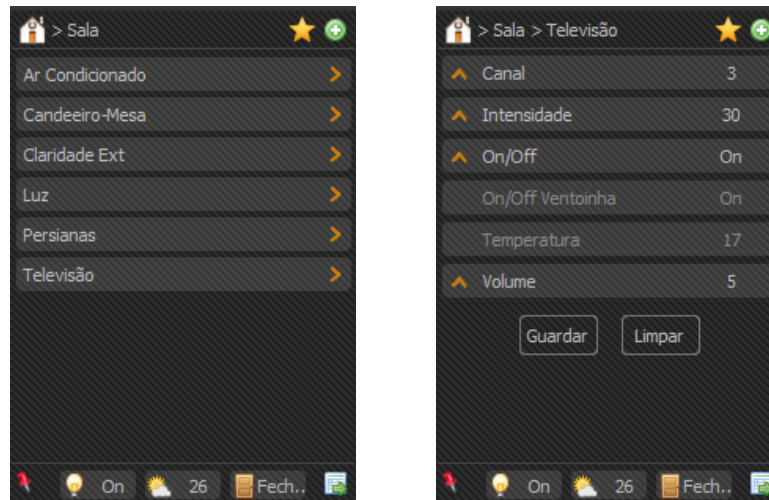 > Sala
Ar Condicionado
Candeeiro-Mesa
Claridade Ext
Luz
Persianas
Televisão
On 26 Fech..
> Sala > Televisão
Canal 3
Intensidade 30
On/Off On
On/Off Ventoinha On
Temperatura 17
Volume 5
Guardar Limpar
On 26 Fech..